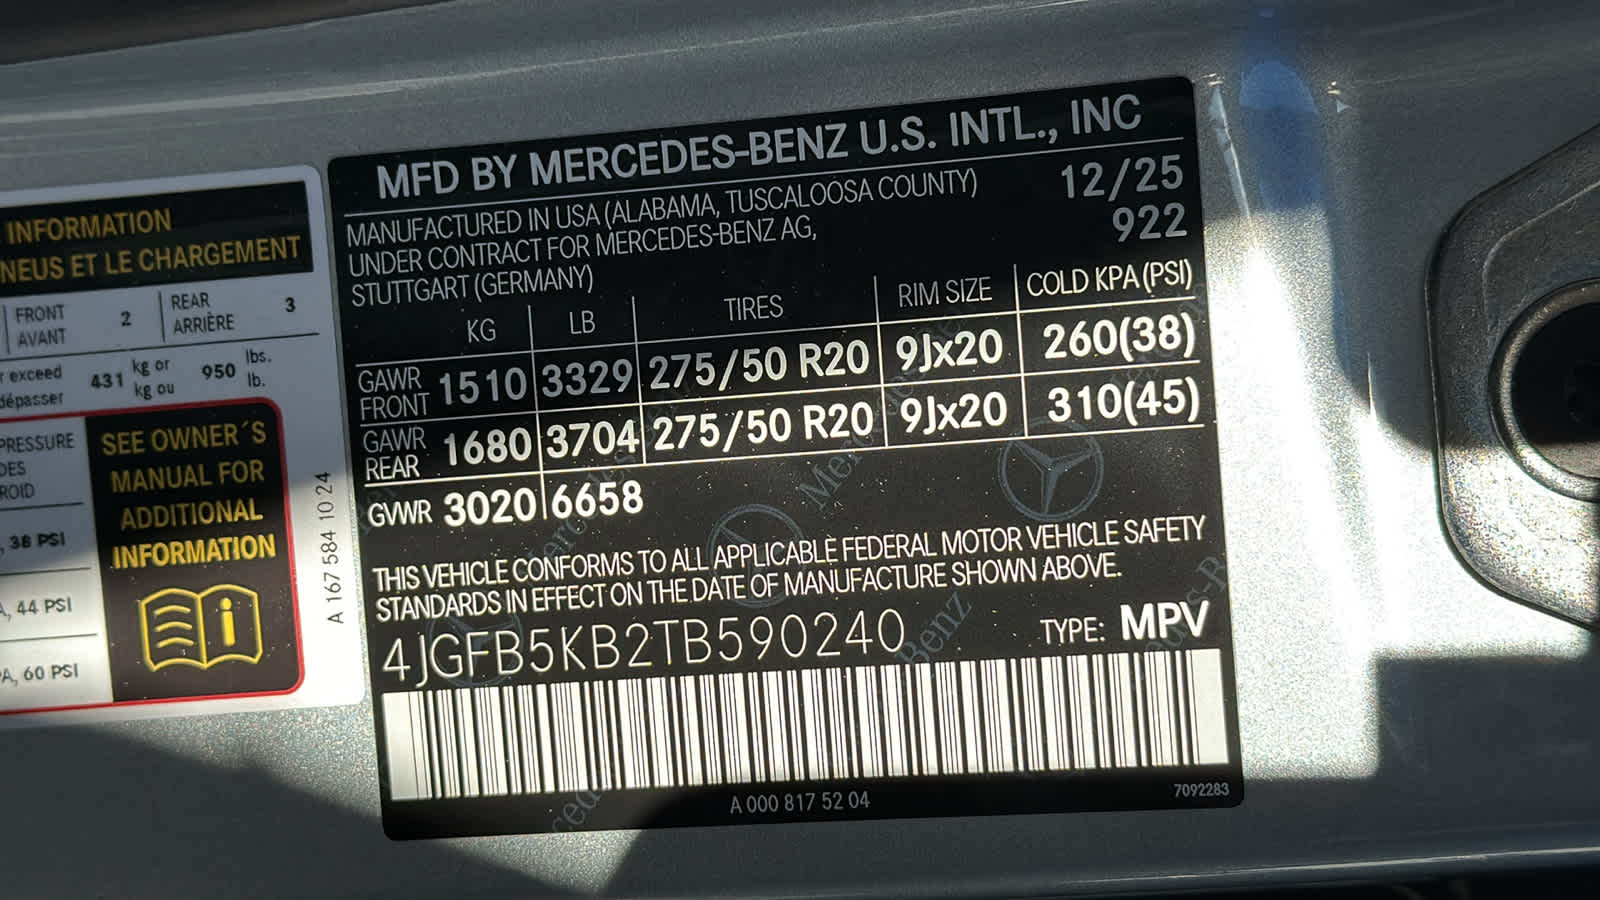 INFORMATION
NEUS ET LE CHARGEMENT
FRONT 2 REAR 3
AVANT ARRIÈRE
r exceed 431 kg or 950 lbs.
dépasser kg ou lb.
PRESSURE
DES
ROID
, 38 PSI
A, 44 PSI
A, 60 PSI
SEE OWNER´S
MANUAL FOR
ADDITIONAL
INFORMATION
A 167 584 10 24
MFD BY MERCEDES-BENZ U.S. INTL., INC
MANUFACTURED IN USA (ALABAMA, TUSCALOOSA COUNTY) 12/25
UNDER CONTRACT FOR MERCEDES-BENZ AG, 922
STUTTGART (GERMANY)
KG LB TIRES RIM SIZE COLD KPA (PSI)
GAWR FRONT 1510 3329 275/50 R20 9Jx20 260(38)
GAWR REAR 1680 3704 275/50 R20 9Jx20 310(45)
GVWR 3020 6658
THIS VEHICLE CONFORMS TO ALL APPLICABLE FEDERAL MOTOR VEHICLE SAFETY
STANDARDS IN EFFECT ON THE DATE OF MANUFACTURE SHOWN ABOVE.
4JGFB5KB2TB590240 TYPE: MPV
A 000 817 52 04 7092283